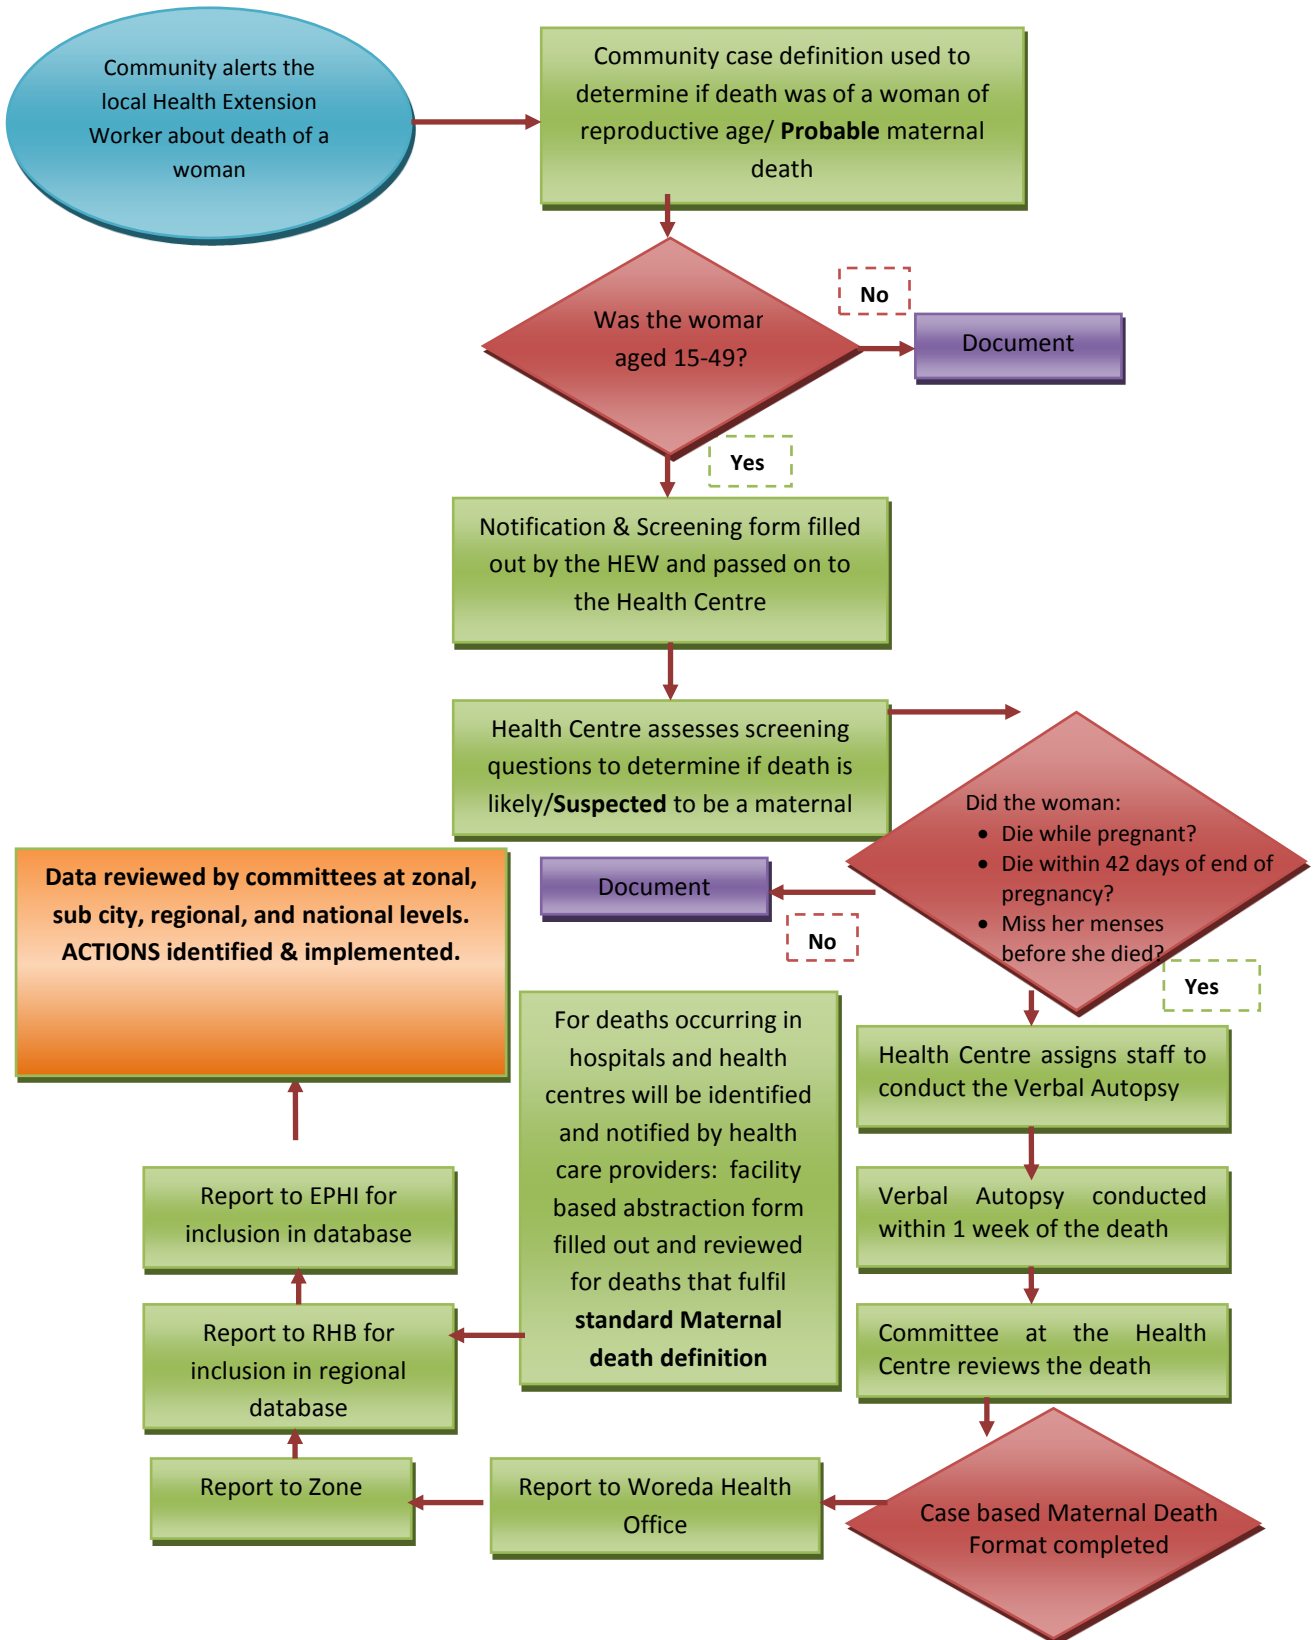 Community alerts the
local Health Extension
Worker about death of a
woman
Community case definition used to
determine if death was of a woman of
reproductive age/ Probable maternal
death
Was the woman
aged 15-49?
No
Document
Yes
Notification & Screening form filled
out by the HEW and passed on to
the Health Centre
Health Centre assesses screening
questions to determine if death is
likely/Suspected to be a maternal
Did the woman:
• Die while pregnant?
• Die within 42 days of end of
pregnancy?
• Miss her menses
before she died?
No
Document
Yes
Health Centre assigns staff to
conduct the Verbal Autopsy
Verbal Autopsy conducted
within 1 week of the death
Committee at the Health
Centre reviews the death
Case based Maternal Death
Format completed
Report to Woreda Health
Office
Report to Zone
For deaths occurring in
hospitals and health
centres will be identified
and notified by health
care providers: facility
based abstraction form
filled out and reviewed
for deaths that fulfil
standard Maternal
death definition
Report to RHB for
inclusion in regional
database
Report to EPHI for
inclusion in database
Data reviewed by committees at zonal,
sub city, regional, and national levels.
ACTIONS identified & implemented.